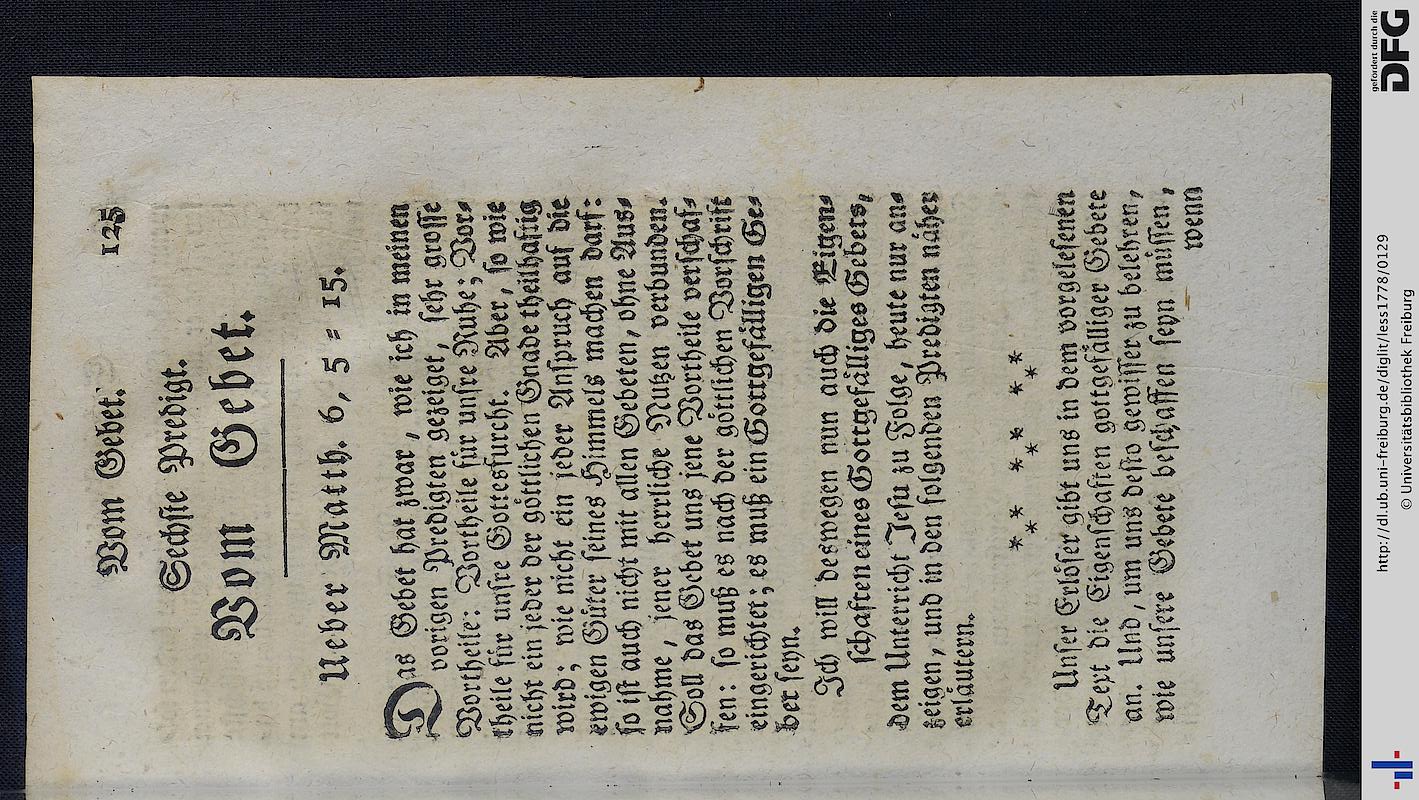 Vom Gebet. 125
Sechste Predigt.
Vom Gebet.
Ueber Matth. 6, 5 = 15.
Das Gebet hat zwar, wie ich in meinen
vorigen Predigten gezeiget, sehr grosse
Vortheile: Vortheile für unsre Ruhe; Vor-
theile für unsre Gottesfurcht. Aber, so wie
nicht ein jeder der göttlichen Gnade theilhaftig
wird; wie nicht ein jeder Anspruch auf die
ewigen Güter seines Himmels machen darf:
so ist auch nicht mit allen Gebeten, ohne Aus-
nahme, jener herrliche Nutzen verbunden.
Soll das Gebet uns jene Vortheile verschaf-
fen: so muß es nach der göttlichen Vorschrift
eingerichtet; es muß ein Gottgefälligen Ge-
bet seyn.
Ich will deswegen nun auch die Eigen-
schaften eines Gottgefälliges Gebets,
dem Unterricht Jesu zu Folge, heute nur an-
zeigen, und in den folgenden Predigten näher
erläutern.
* * * * * *
* * *
Unser Erlöser gibt uns in dem vorgelesenen
Text die Eigenschaften gottgefälliger Gebete
an. Und, um uns desto gewisser zu belehren,
wie unsere Gebete beschaffen seyn müssen,
wenn
gefördert durch die
DFG
http://dl.ub.uni-freiburg.de/diglit/less1778/0129
© Universitätsbibliothek Freiburg